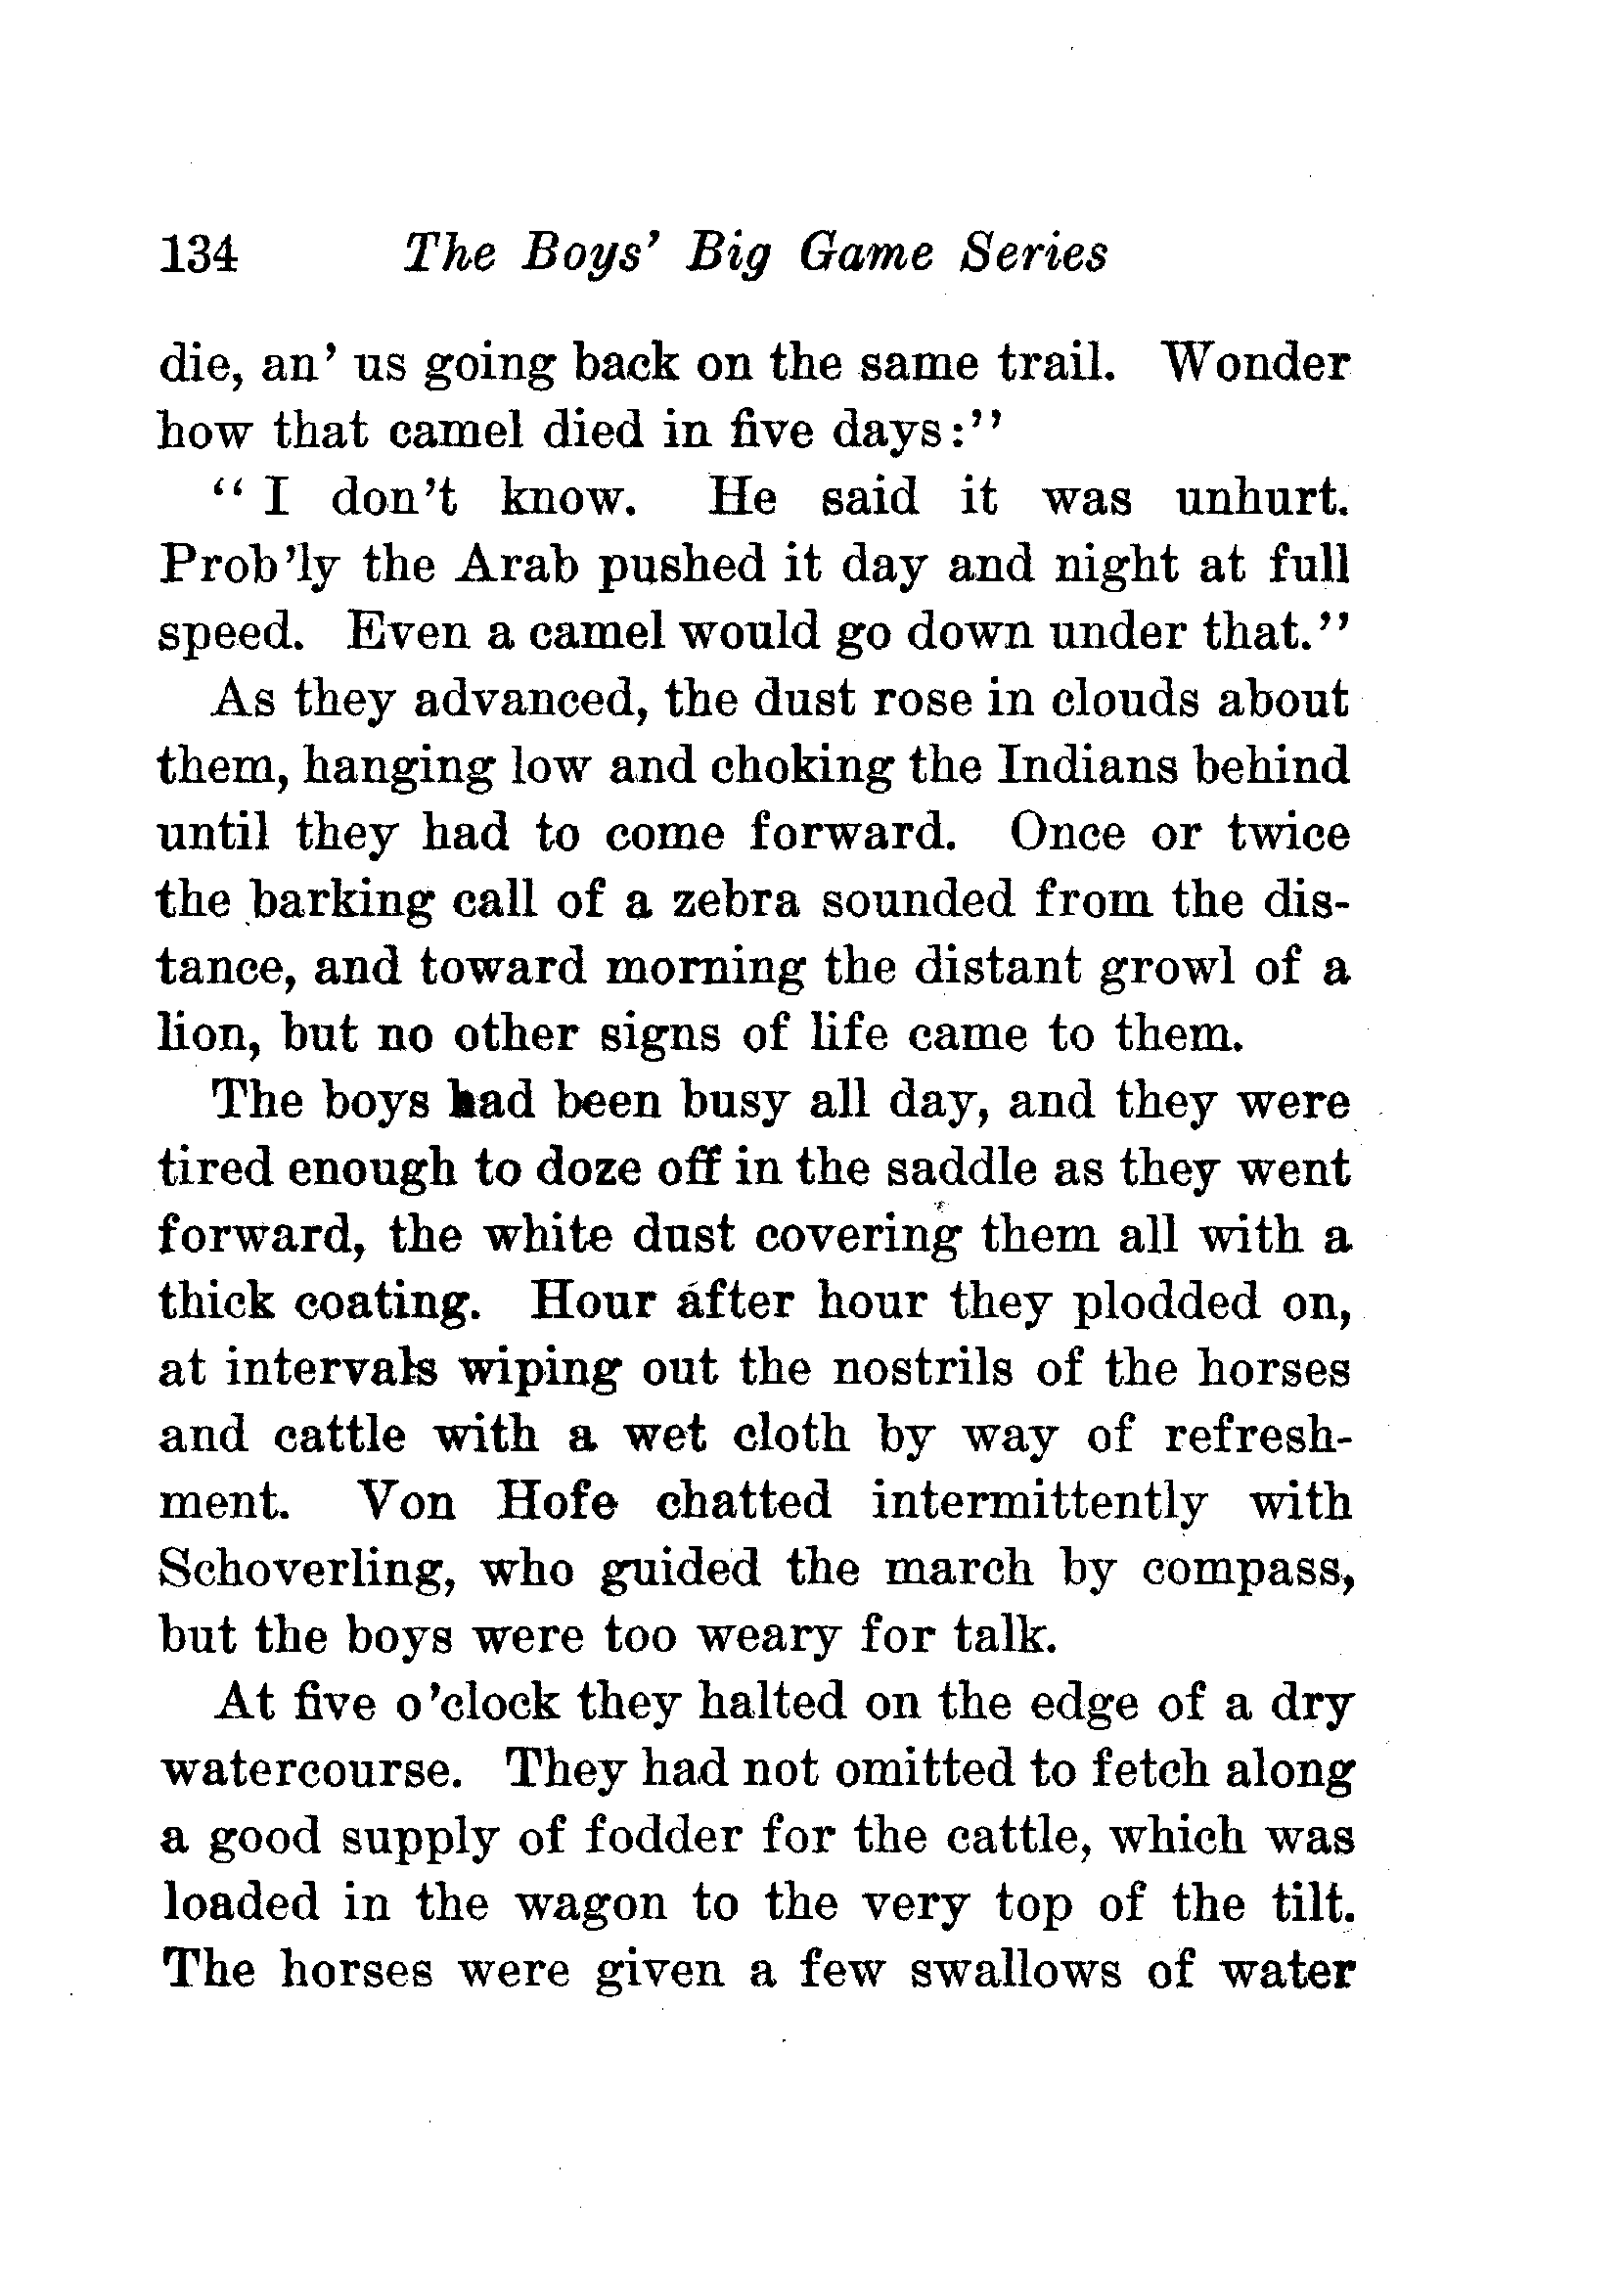 134 The Boys' Big Game Series
die, an' us going back on the same trail. Wonder
how that camel died in five days:"
"I don't know. He said it was unhurt.
Prob'ly the Arab pushed it day and night at full
speed. Even a camel would go down under that."
As they advanced, the dust rose in clouds about
them, hanging low and choking the Indians behind
until they had to come forward. Once or twice
the barking call of a zebra sounded from the dis-
tance, and toward morning the distant growl of a
lion, but no other signs of life came to them.
The boys had been busy all day, and they were
tired enough to doze off in the saddle as they went
forward, the white dust covering them all with a
thick coating. Hour after hour they plodded on,
at intervals wiping out the nostrils of the horses
and cattle with a wet cloth by way of refresh-
ment. Von Hofe chatted intermittently with
Schoverling, who guided the march by compass,
but the boys were too weary for talk.
At five o'clock they halted on the edge of a dry
watercourse. They had not omitted to fetch along
a good supply of fodder for the cattle, which was
loaded in the wagon to the very top of the tilt.
The horses were given a few swallows of water